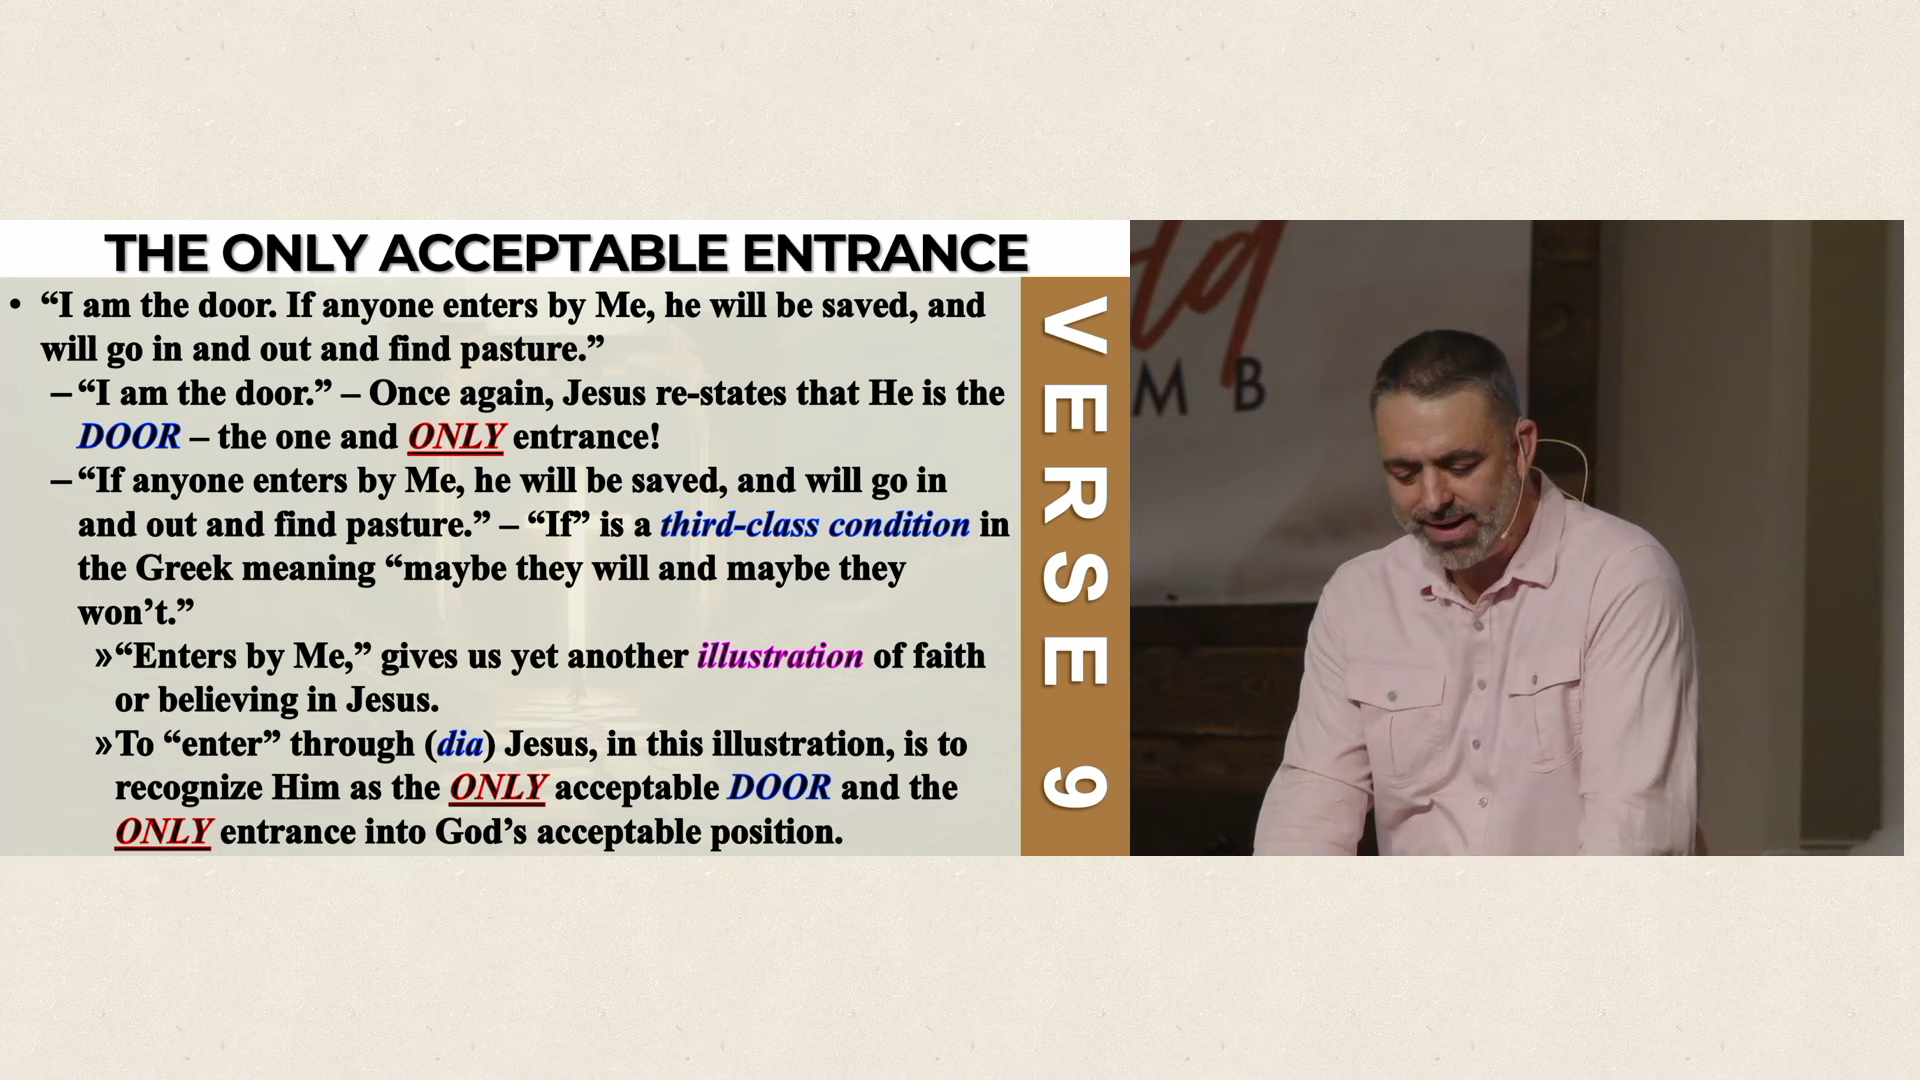 THE ONLY ACCEPTABLE ENTRANCE
• “I am the door. If anyone enters by Me, he will be saved, and
will go in and out and find pasture.”
– “I am the door.” – Once again, Jesus re-states that He is the
DOOR – the one and ONLY entrance!
– “If anyone enters by Me, he will be saved, and will go in
and out and find pasture.” – “If” is a third-class condition in
the Greek meaning “maybe they will and maybe they
won’t.”
» “Enters by Me,” gives us yet another illustration of faith
or believing in Jesus.
» To “enter” through (dia) Jesus, in this illustration, is to
recognize Him as the ONLY acceptable DOOR and the
ONLY entrance into God’s acceptable position.
VERSE 9
M B